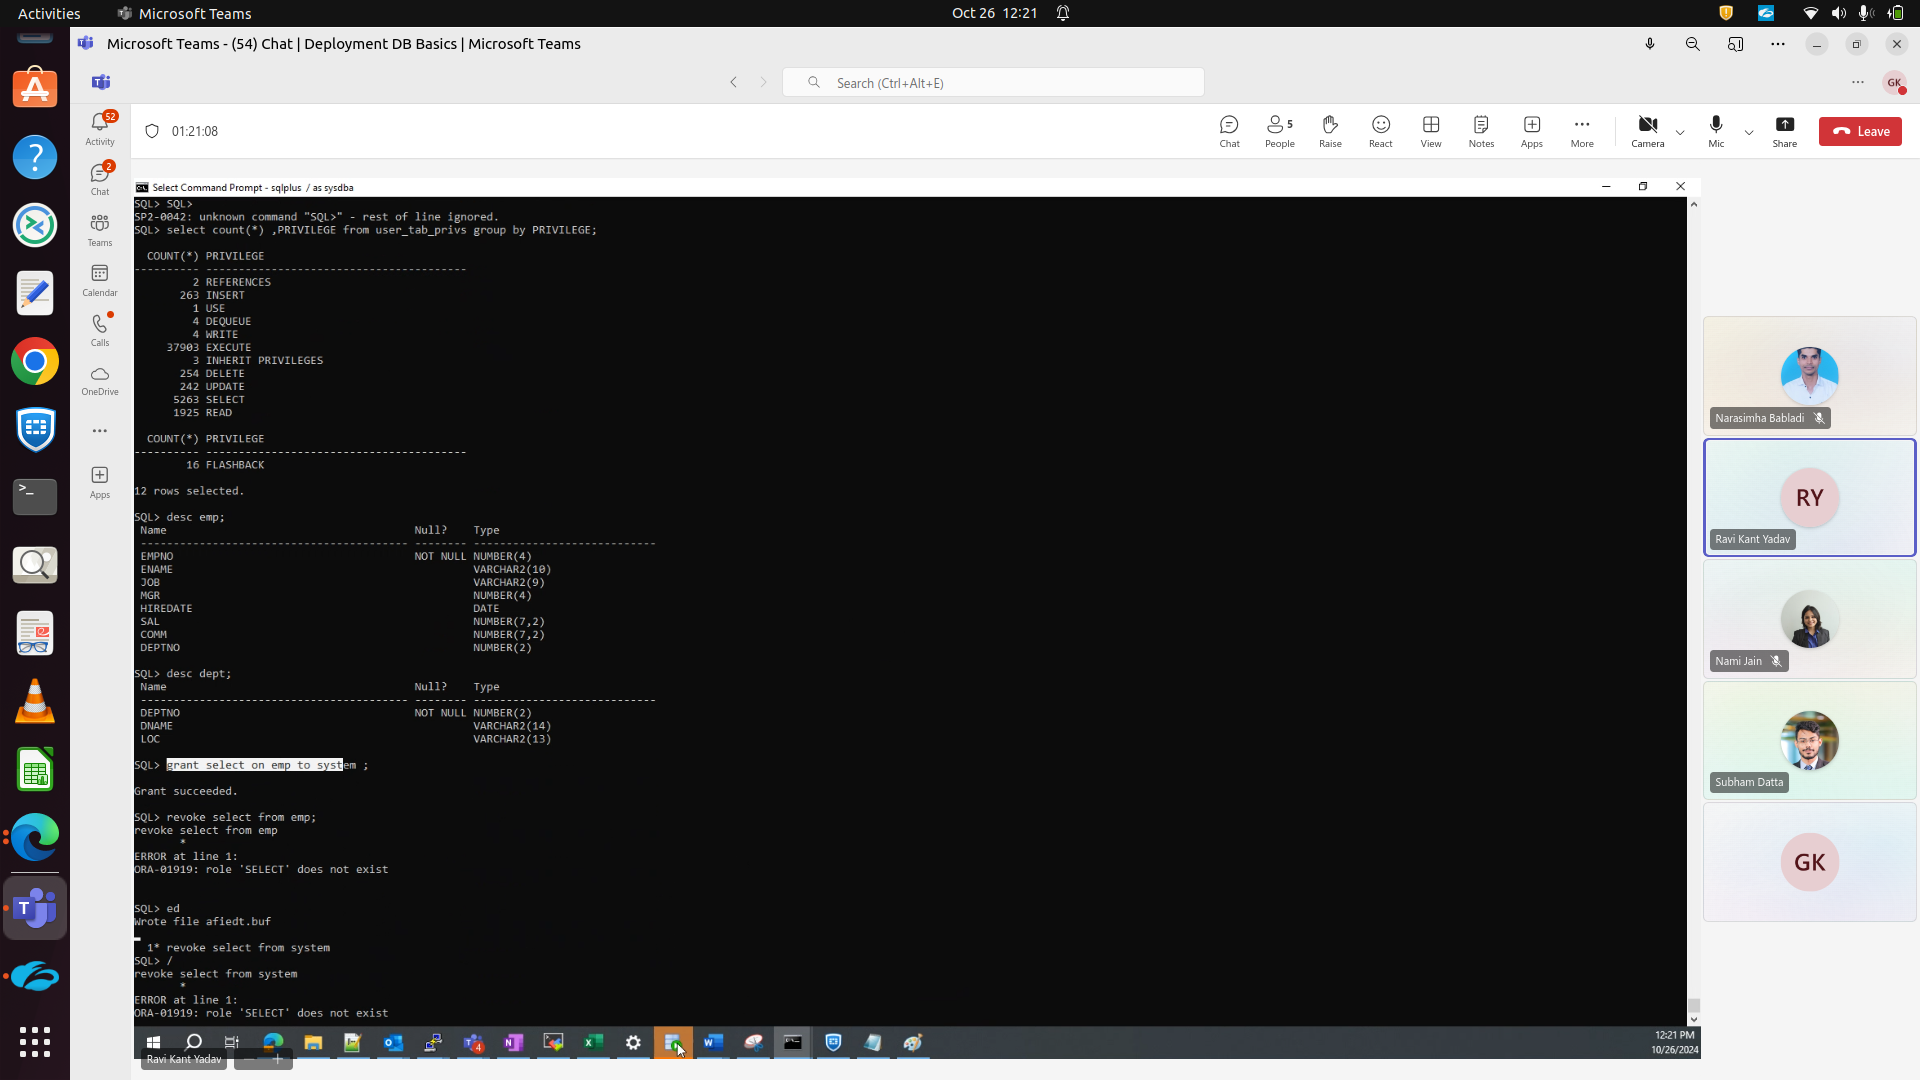 Activities
Microsoft Teams
Oct 26  12:21
Microsoft Teams - (54) Chat | Deployment DB Basics | Microsoft Teams
Search (Ctrl+Alt+E)
GK
52
Activity
2
Chat
Teams
Calendar
Calls
OneDrive
Apps
01:21:08
Chat
5
People
Raise
React
View
Notes
Apps
More
Camera
Mic
Share
Leave
Select Command Prompt - sqlplus  / as sysdba
SQL> SQL>
SP2-0042: unknown command "SQL>" - rest of line ignored.
SQL> select count(*) ,PRIVILEGE from user_tab_privs group by PRIVILEGE;
COUNT(*) PRIVILEGE
---------- ----------------------------------------
2 REFERENCES
263 INSERT
1 USE
4 DEQUEUE
4 WRITE
37903 EXECUTE
3 INHERIT PRIVILEGES
254 DELETE
242 UPDATE
5263 SELECT
1925 READ
COUNT(*) PRIVILEGE
---------- ----------------------------------------
16 FLASHBACK
12 rows selected.
SQL> desc emp;
Name Null? Type
----------------------------------------- -------- ----------------------------
EMPNO NOT NULL NUMBER(4)
ENAME VARCHAR2(10)
JOB VARCHAR2(9)
MGR NUMBER(4)
HIREDATE DATE
SAL NUMBER(7,2)
COMM NUMBER(7,2)
DEPTNO NUMBER(2)
SQL> desc dept;
Name Null? Type
----------------------------------------- -------- ----------------------------
DEPTNO NOT NULL NUMBER(2)
DNAME VARCHAR2(14)
LOC VARCHAR2(13)
SQL> grant select on emp to system ;
Grant succeeded.
SQL> revoke select from emp;
revoke select from emp
*
ERROR at line 1:
ORA-01919: role 'SELECT' does not exist
SQL> ed
Wrote file afiedt.buf
1* revoke select from system
SQL> /
revoke select from system
*
ERROR at line 1:
ORA-01919: role 'SELECT' does not exist
12:21 PM
10/26/2024
Ravi Kant Yadav
Narasimha Babladi
RY
Ravi Kant Yadav
Nami Jain
Subham Datta
GK